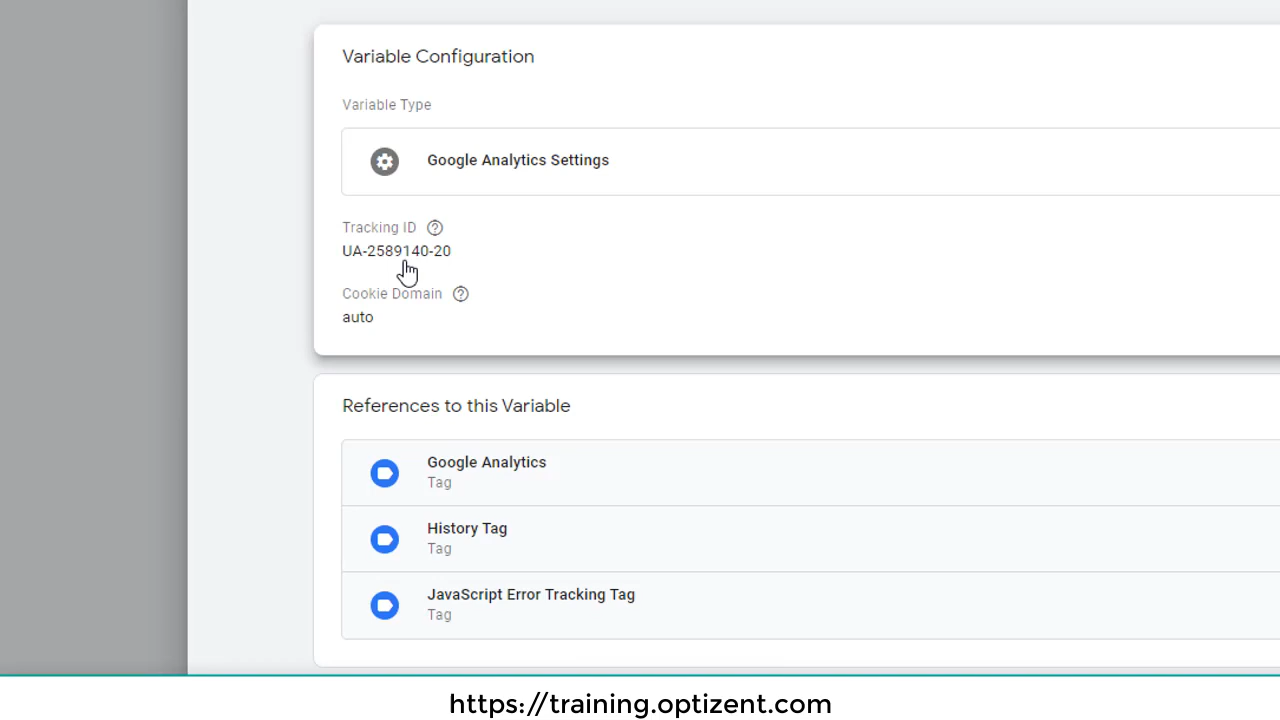 Variable Configuration
Variable Type
Google Analytics Settings
Tracking ID
UA-2589140-20
Cookie Domain
auto
References to this Variable
Google Analytics
Tag
History Tag
Tag
JavaScript Error Tracking Tag
Tag
https://training.optizent.com